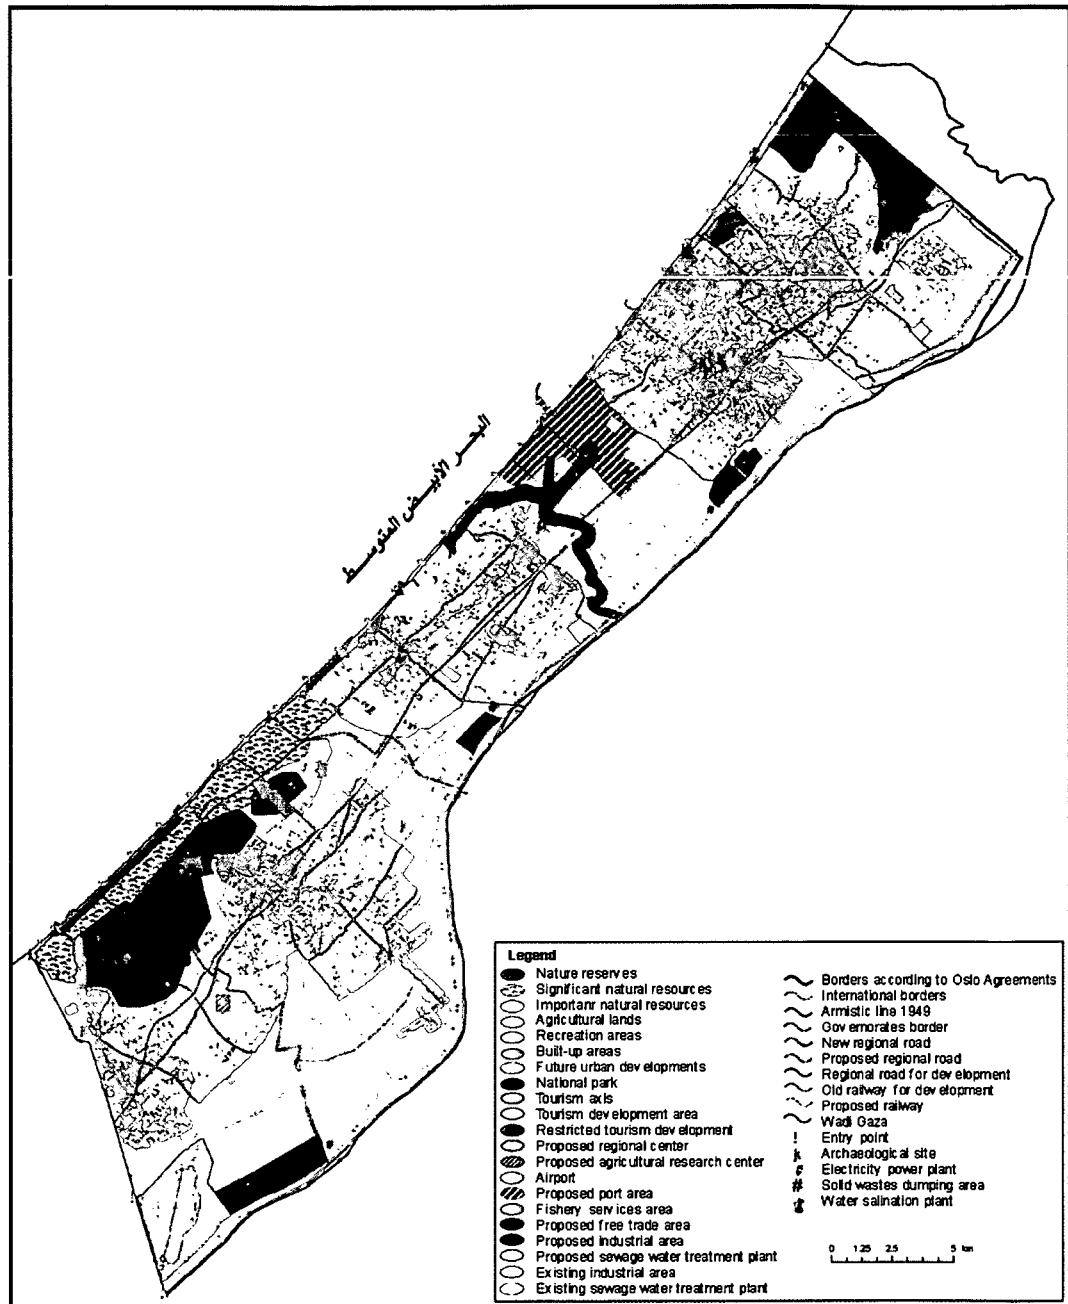 البحر الأبيض المتوسط
Legend
Nature reserves
Significant natural resources
Importanr natural resources
Agricultural lands
Recreation areas
Built-up areas
Future urban developments
National park
Tourism axis
Tourism development area
Restricted tourism development
Proposed regional center
Proposed agricultural research center
Airport
Proposed port area
Fishery services area
Proposed free trade area
Proposed industrial area
Proposed sewage water treatment plant
Existing industrial area
Existing sewage water treatment plant
Borders according to Oslo Agreements
International borders
Armistic line 1949
Governorates border
New regional road
Proposed regional road
Regional road for development
Old railway for development
Proposed railway
Wadi Gaza
Entry point
Archaeological site
Electricity power plant
Solid wastes dumping area
Water salination plant
0 1.25 2.5 5 km